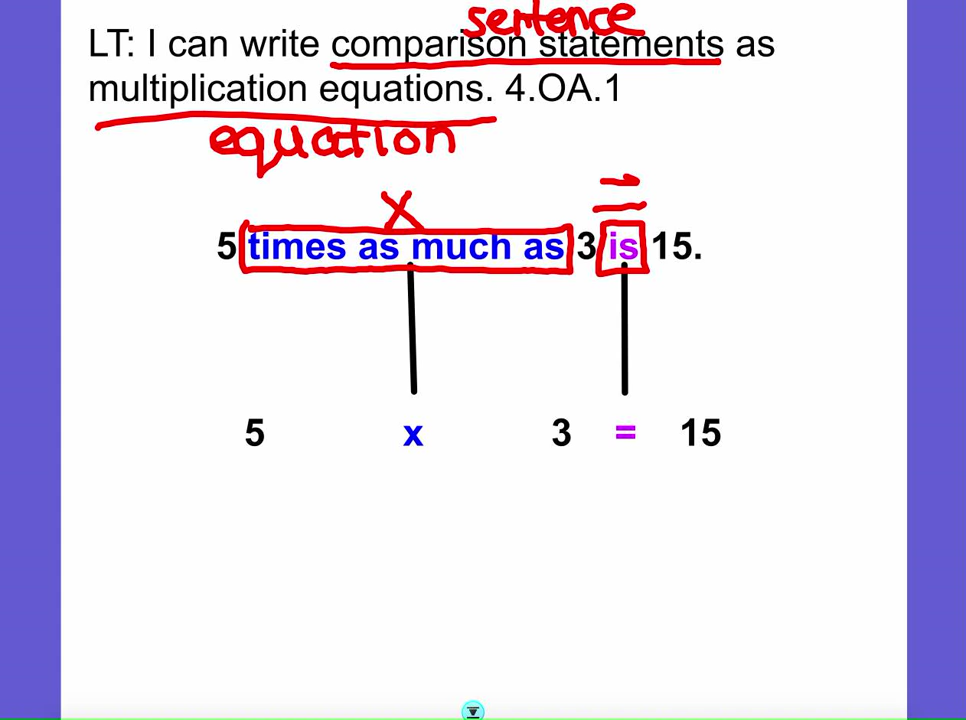 sentence
LT: I can write comparison statements as
multiplication equations. 4.OA.1
equation
x
=
5 times as much as 3 is 15.
5 x 3 = 15